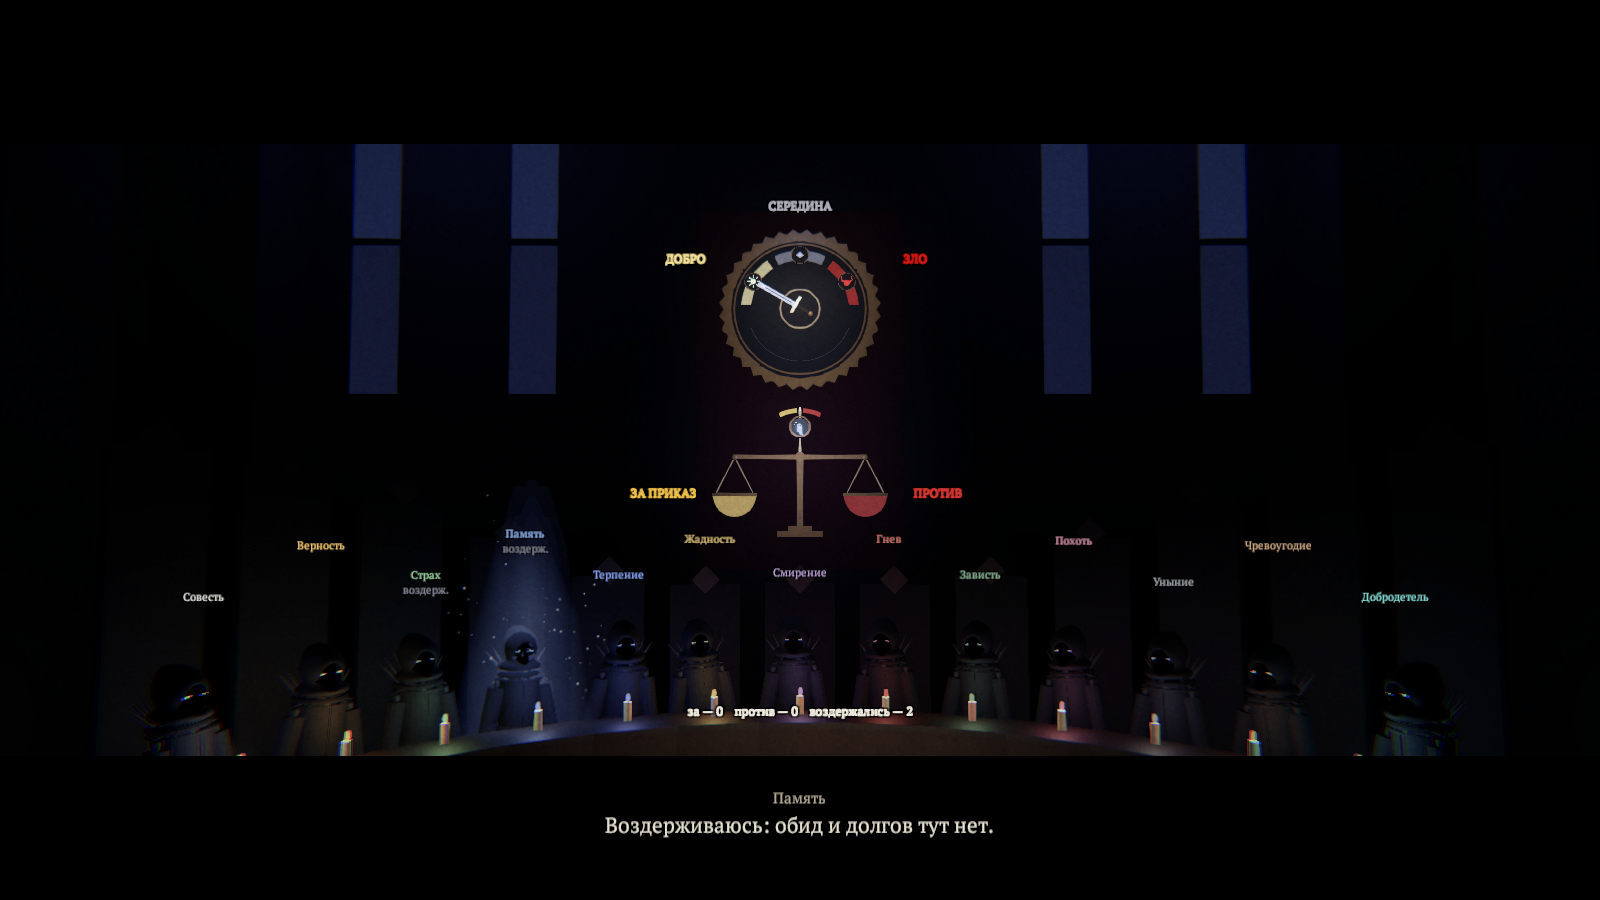 СЕРЕДИНА
ДОБРО
ЗЛО
ЗА ПРИКАЗ
ПРОТИВ
Память
воздерж.
Жадность
Гнев
Похоть
Верность
Чревоугодие
Страх
воздерж.
Терпение
Смирение
Зависть
Уныние
Совесть
Добродетель
за — 0 против — 0 воздержались — 2
Память
Воздерживаюсь: обид и долгов тут нет.